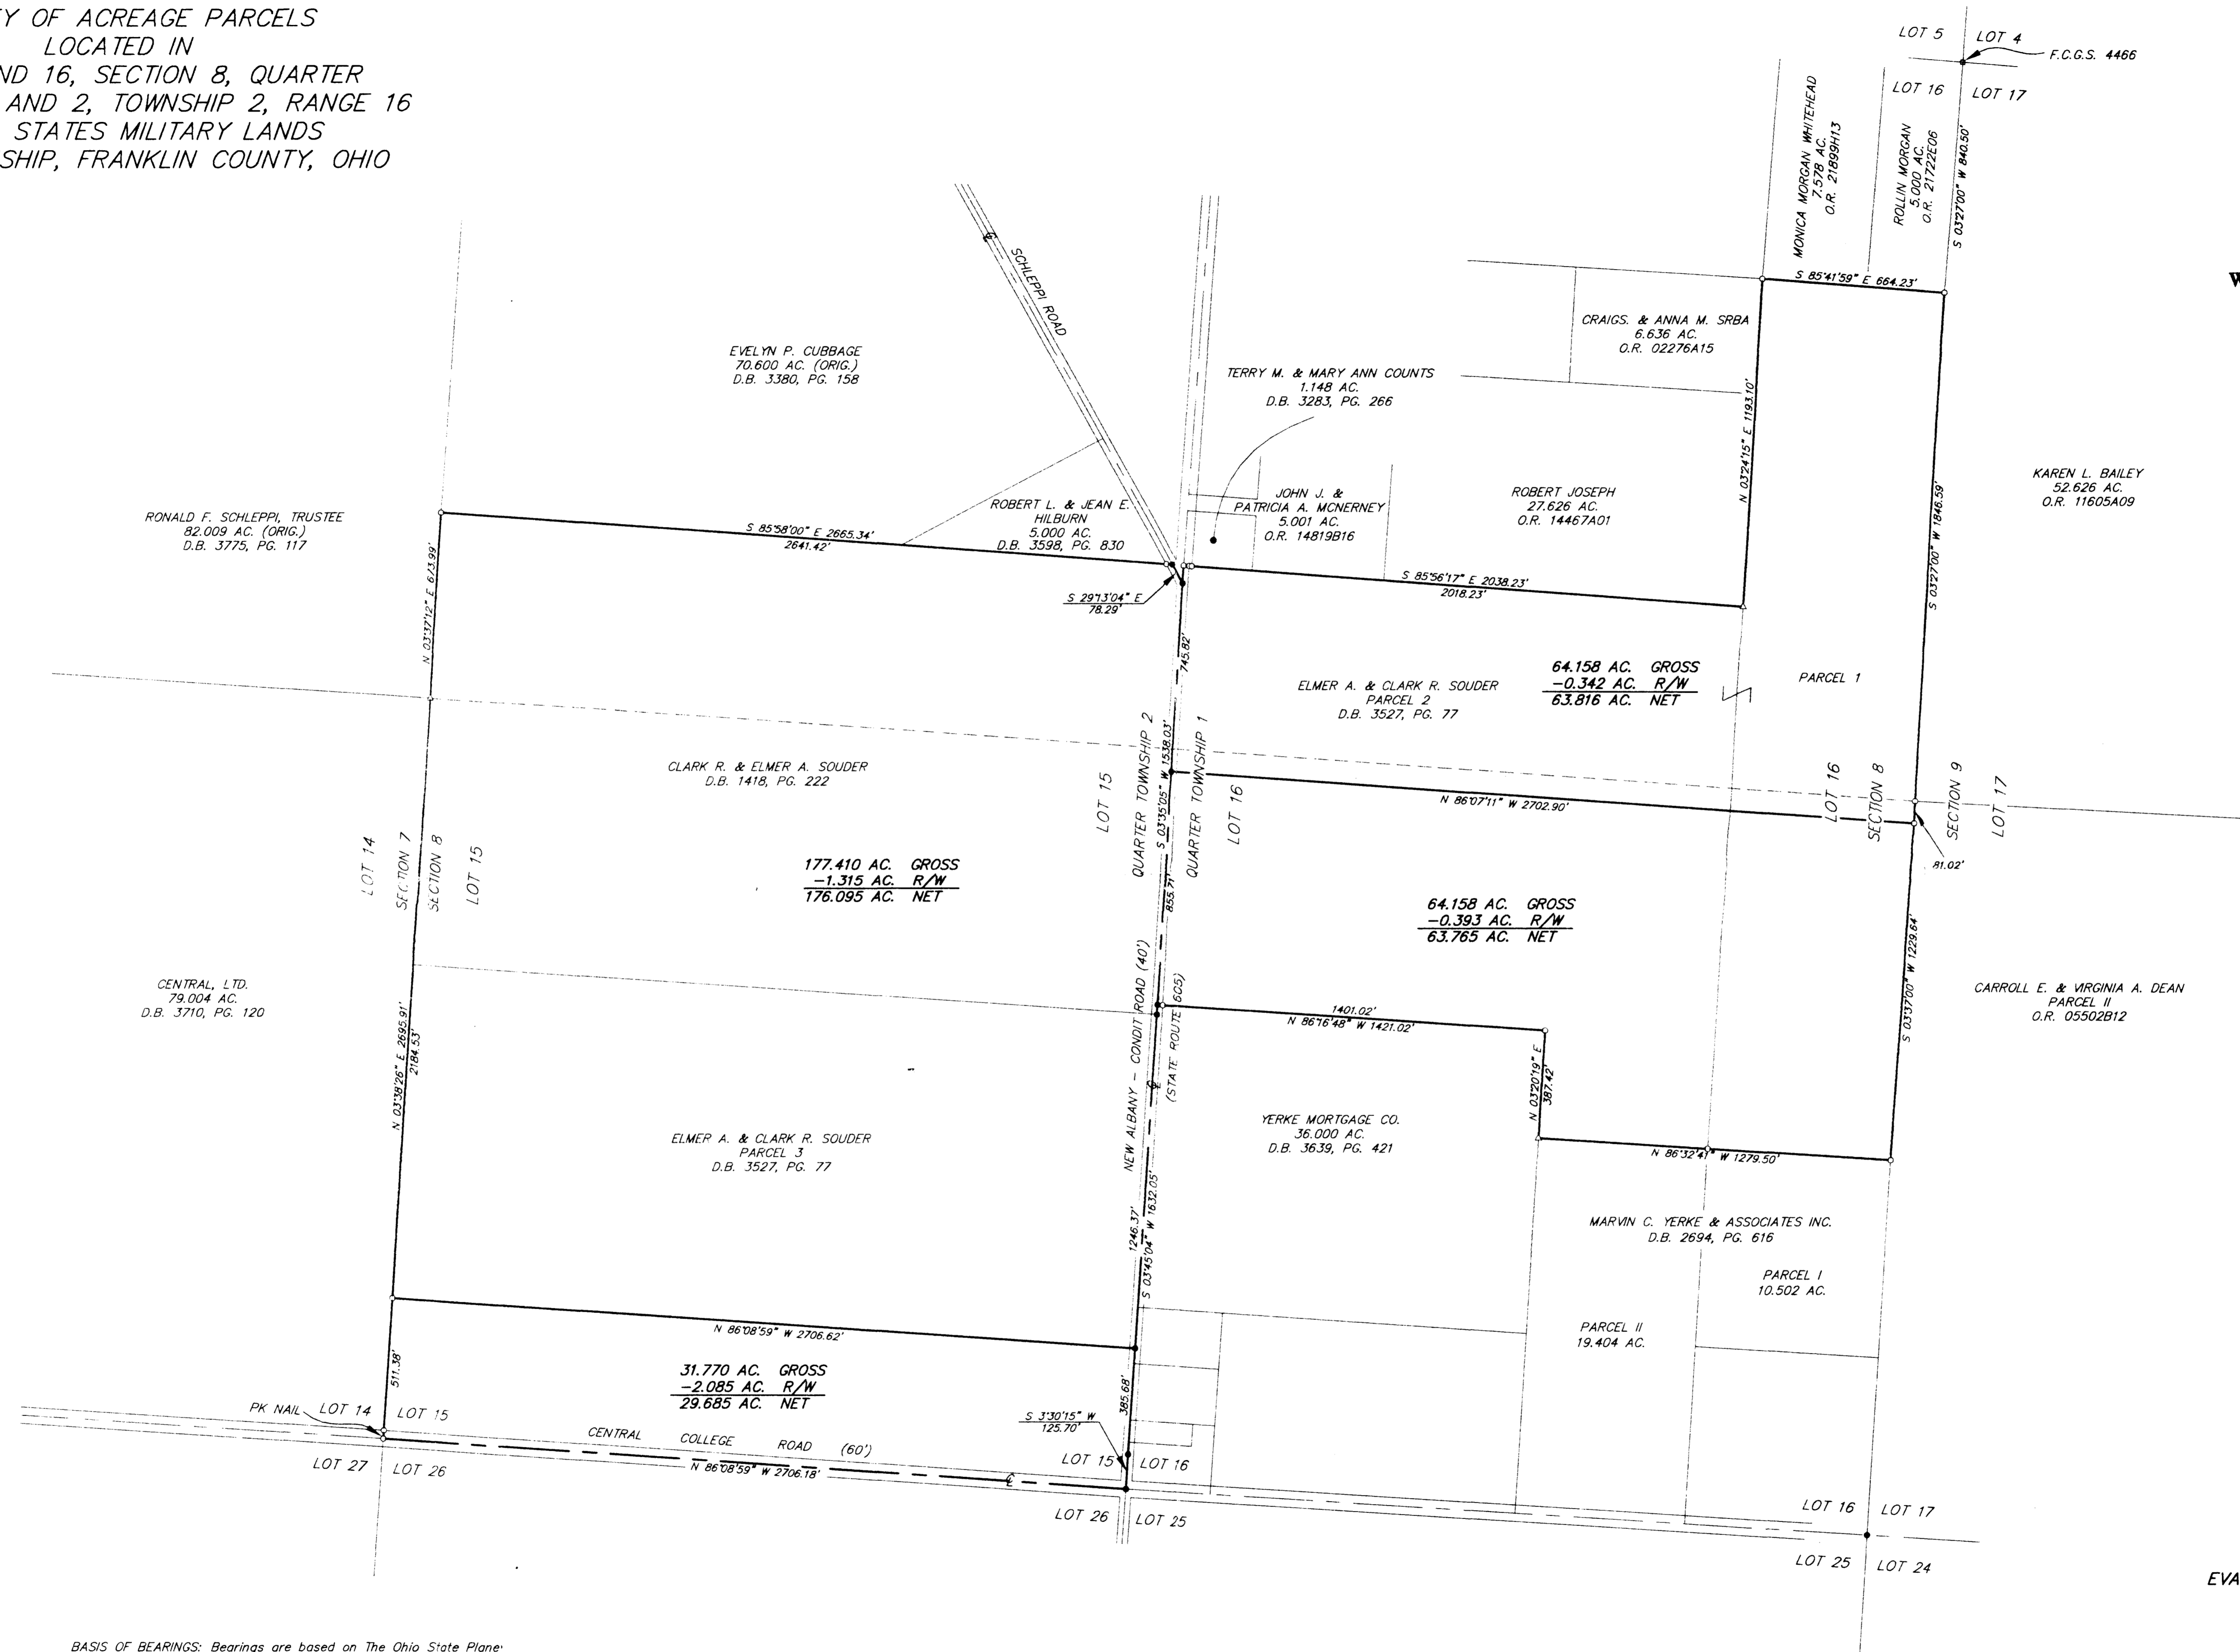 Y OF ACREAGE PARCELS
LOCATED IN
ND 16, SECTION 8, QUARTER
AND 2, TOWNSHIP 2, RANGE 16
STATES MILITARY LANDS
SHIP, FRANKLIN COUNTY, OHIO
LOT 5
LOT 4
F.C.G.S. 4466
LOT 16
LOT 17
MONICA MORGAN WHITEHEAD
7.578 AC.
O.R. 21899H13
ROLLIN MORGAN
5.000 AC.
O.R. 21722E06
S 03°27'00" W 840.50'
W
S 85°41'59" E 664.23'
SCHLEPPI ROAD
CRAIGS. & ANNA M. SRBA
6.636 AC.
O.R. 02276A15
EVELYN P. CUBBAGE
70.600 AC. (ORIG.)
D.B. 3380, PG. 158
TERRY M. & MARY ANN COUNTS
1.148 AC.
D.B. 3283, PG. 266
N 03°24'15" E 1193.10'
KAREN L. BAILEY
52.626 AC.
O.R. 11605A09
RONALD F. SCHLEPPI, TRUSTEE
82.009 AC. (ORIG.)
D.B. 3775, PG. 117
ROBERT L. & JEAN E.
HILBURN
5.000 AC.
D.B. 3598, PG. 830
JOHN J. &
PATRICIA A. MCNERNEY
5.001 AC.
O.R. 14819B16
ROBERT JOSEPH
27.626 AC.
O.R. 14467A01
S 03°27'00" W 1846.59'
S 85°58'00" E 2665.34'
2641.42'
S 85°56'17" E 2038.23'
2018.23'
S 29°13'04" E
78.29'
N 03°37'12" E 673.99'
745.82'
ELMER A. & CLARK R. SOUDER
PARCEL 2
D.B. 3527, PG. 77
64.158 AC. GROSS
-0.342 AC. R/W
63.816 AC. NET
PARCEL 1
CLARK R. & ELMER A. SOUDER
D.B. 1418, PG. 222
LOT 15
QUARTER TOWNSHIP 2
S 03°35'05" W 1538.03'
QUARTER TOWNSHIP 1
LOT 16
N 86°07'11" W 2702.90'
LOT 16
SECTION 8
SECTION 9
LOT 17
81.02'
LOT 14
SECTION 7
SECTION 8
LOT 15
177.410 AC. GROSS
-1.315 AC. R/W
176.095 AC. NET
855.71'
64.158 AC. GROSS
-0.393 AC. R/W
63.765 AC. NET
S 03°37'00" W 1229.64'
CENTRAL, LTD.
79.004 AC.
D.B. 3710, PG. 120
CARROLL E. & VIRGINIA A. DEAN
PARCEL II
O.R. 05502B12
N 03°38'26" E 2695.91'
2184.53'
NEW ALBANY - CONDIT ROAD (40')
(STATE ROUTE 605)
1401.02'
N 86°16'48" W 1421.02'
N 03°20'19" E
387.42'
ELMER A. & CLARK R. SOUDER
PARCEL 3
D.B. 3527, PG. 77
YERKE MORTGAGE CO.
36.000 AC.
D.B. 3639, PG. 421
N 86°32'41" W 1279.50'
1246.37'
S 03°45'04" W 1632.05'
MARVIN C. YERKE & ASSOCIATES INC.
D.B. 2694, PG. 616
PARCEL I
10.502 AC.
PARCEL II
19.404 AC.
N 86°08'59" W 2706.62'
511.38'
31.770 AC. GROSS
-2.085 AC. R/W
29.685 AC. NET
385.68'
PK NAIL
LOT 14
LOT 15
S 3°30'15" W
125.70'
CENTRAL COLLEGE ROAD (60')
N 86°08'59" W 2706.18'
LOT 15
LOT 16
LOT 27
LOT 26
LOT 26
LOT 25
LOT 16
LOT 17
LOT 25
LOT 24
EVA
BASIS OF BEARINGS: Bearings are based on The Ohio State Plane